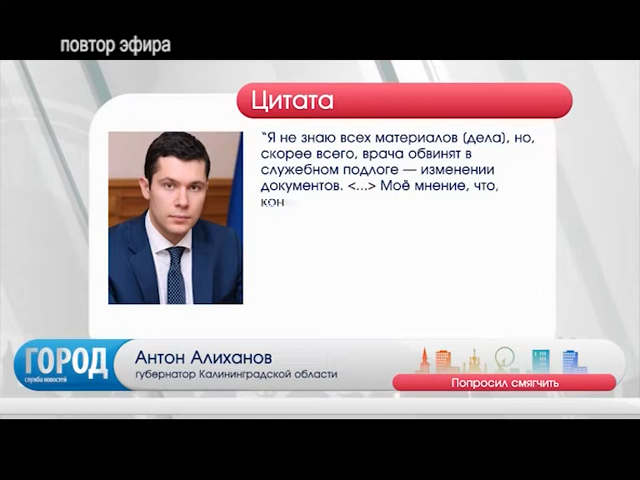 повтор эфира
Цитата
“Я не знаю всех материалов (дела), но,
скорее всего, врача обвинят в
служебном подлоге — изменении
документов. <...> Моё мнение, что,
кон
ГОРОД
служба новостей
Антон Алиханов
губернатор Калининградской области
Попросил смягчить